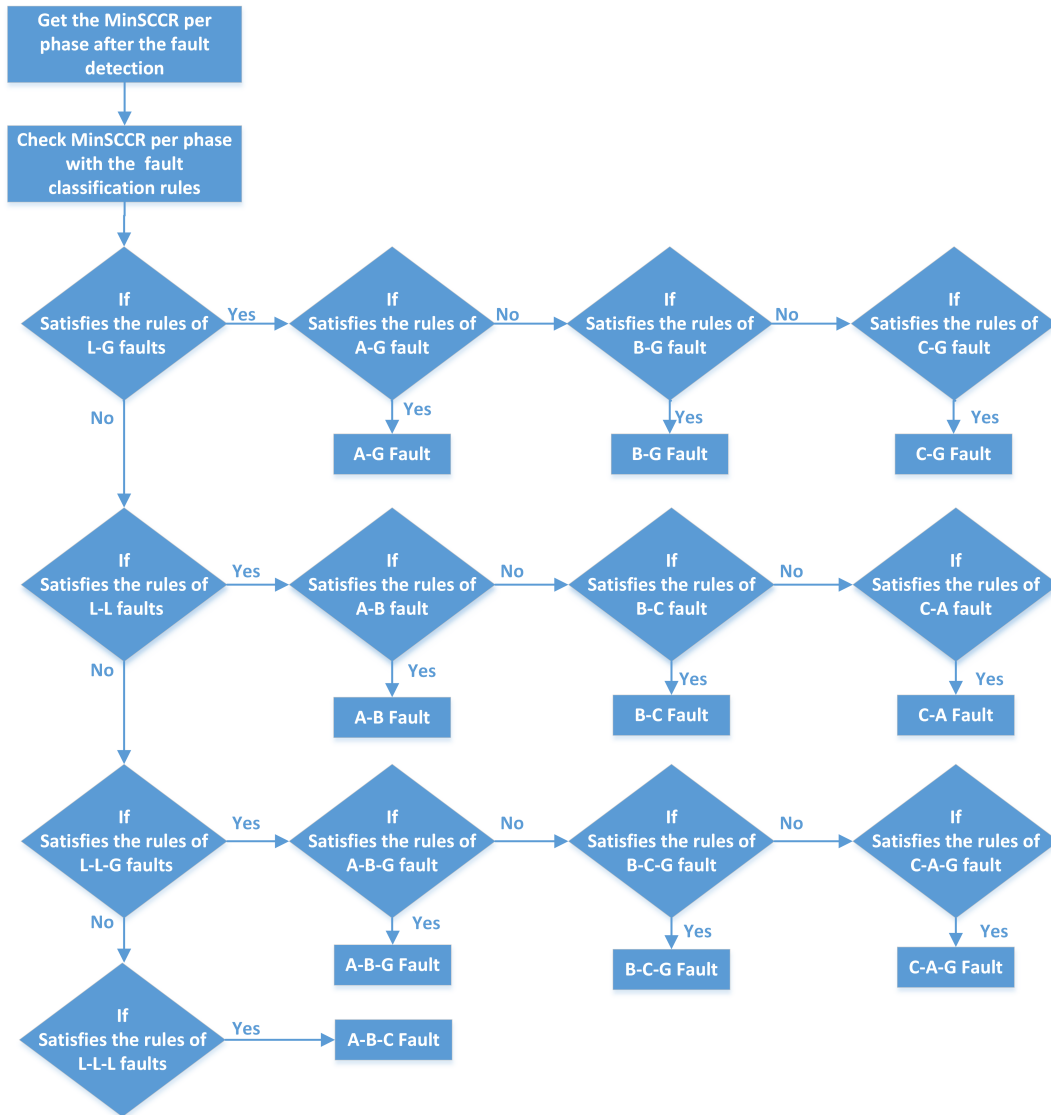 Get the MinSCCR per
phase after the fault
detection
Check MinSCCR per phase
with the fault
classification rules
If
Satisfies the rules of
L-G faults
Yes
If
Satisfies the rules of
A-G fault
No
If
Satisfies the rules of
B-G fault
No
If
Satisfies the rules of
C-G fault
No
Yes
Yes
Yes
A-G Fault
B-G Fault
C-G Fault
If
Satisfies the rules of
L-L faults
Yes
If
Satisfies the rules of
A-B fault
No
If
Satisfies the rules of
B-C fault
No
If
Satisfies the rules of
C-A fault
No
Yes
Yes
Yes
A-B Fault
B-C Fault
C-A Fault
If
Satisfies the rules of
L-L-G faults
Yes
If
Satisfies the rules of
A-B-G fault
No
If
Satisfies the rules of
B-C-G fault
No
If
Satisfies the rules of
C-A-G fault
No
Yes
Yes
Yes
A-B-G Fault
B-C-G Fault
C-A-G Fault
If
Satisfies the rules of
L-L-L faults
Yes
A-B-C Fault